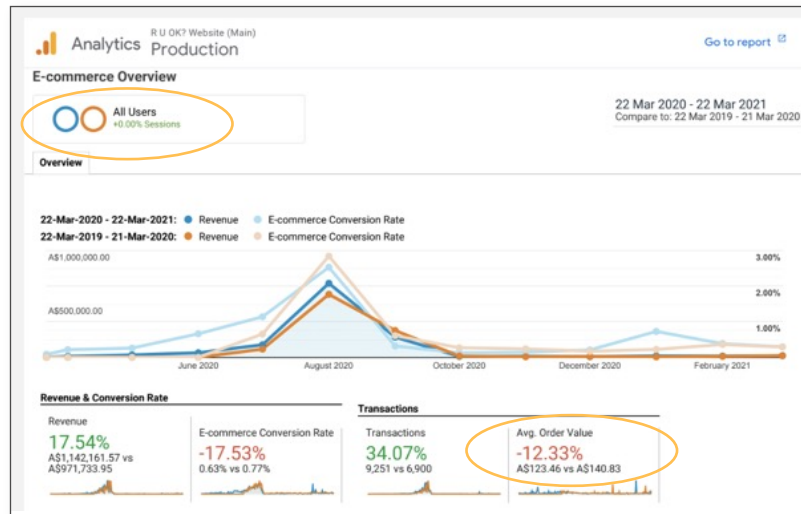 R U OK? Website (Main)
Analytics Production
Go to report
E-commerce Overview
All Users
+0.00% Sessions
22 Mar 2020 - 22 Mar 2021
Compare to: 22 Mar 2019 - 21 Mar 2020
Overview
22-Mar-2020 - 22-Mar-2021: Revenue E-commerce Conversion Rate
22-Mar-2019 - 21-Mar-2020: Revenue E-commerce Conversion Rate
A$1,000,000.00 3.00%
2.00%
A$500,000.00
1.00%
June 2020 August 2020 October 2020 December 2020 February 2021
Revenue & Conversion Rate
Revenue
17.54%
A$1,142,161.57 vs
A$971,733.95
E-commerce Conversion Rate
-17.53%
0.63% vs 0.77%
Transactions
Transactions
34.07%
9,251 vs 6,900
Avg. Order Value
-12.33%
A$123.46 vs A$140.83